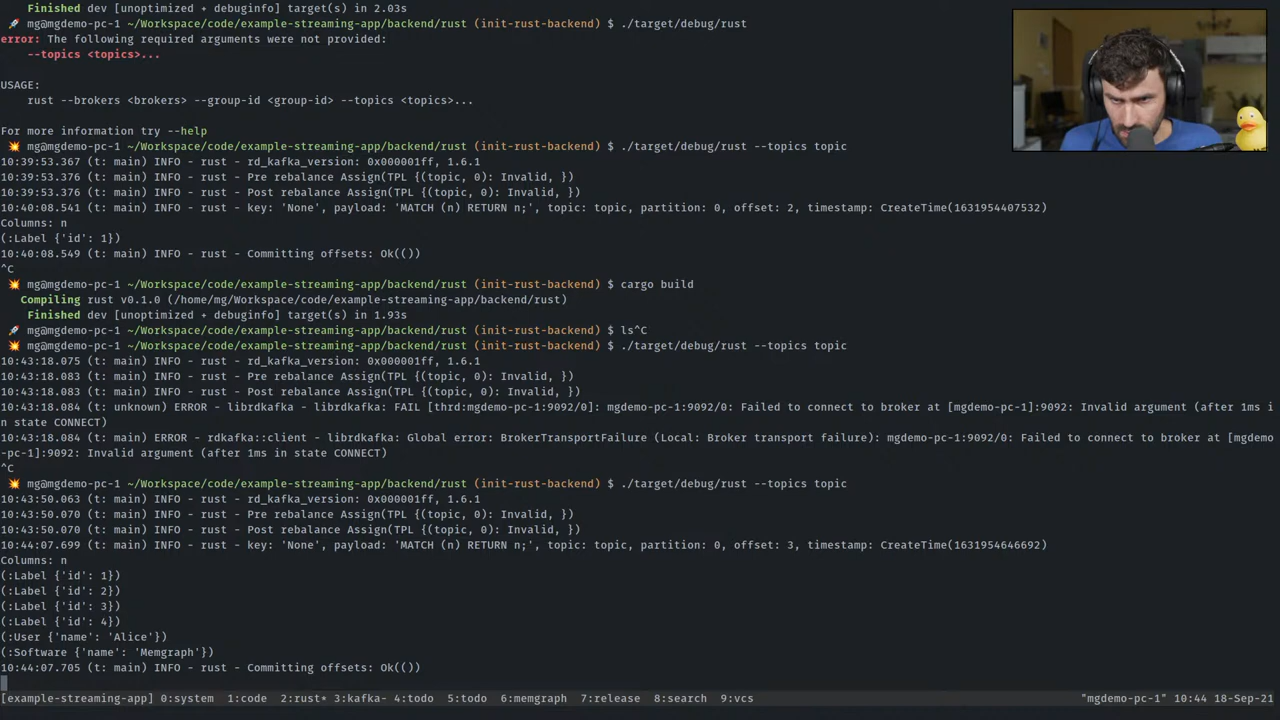 Finished dev [unoptimized + debuginfo] target(s) in 2.03s
mg@mgdemo-pc-1 ~/Workspace/code/example-streaming-app/backend/rust (init-rust-backend) $ ./target/debug/rust
error: The following required arguments were not provided:
--topics <topics>...
USAGE:
rust --brokers <brokers> --group-id <group-id> --topics <topics>...
For more information try --help
mg@mgdemo-pc-1 ~/Workspace/code/example-streaming-app/backend/rust (init-rust-backend) $ ./target/debug/rust --topics topic
10:39:53.367 (t: main) INFO - rust - rd_kafka_version: 0x000001ff, 1.6.1
10:39:53.376 (t: main) INFO - rust - Pre rebalance Assign(TPL {(topic, 0): Invalid, })
10:39:53.376 (t: main) INFO - rust - Post rebalance Assign(TPL {(topic, 0): Invalid, })
10:40:08.541 (t: main) INFO - rust - key: 'None', payload: 'MATCH (n) RETURN n;', topic: topic, partition: 0, offset: 2, timestamp: CreateTime(1631954407532)
Columns: n
(:Label {'id': 1})
10:40:08.549 (t: main) INFO - rust - Committing offsets: Ok(())
^C
mg@mgdemo-pc-1 ~/Workspace/code/example-streaming-app/backend/rust (init-rust-backend) $ cargo build
Compiling rust v0.1.0 (/home/mg/Workspace/code/example-streaming-app/backend/rust)
Finished dev [unoptimized + debuginfo] target(s) in 1.93s
mg@mgdemo-pc-1 ~/Workspace/code/example-streaming-app/backend/rust (init-rust-backend) $ ls^C
mg@mgdemo-pc-1 ~/Workspace/code/example-streaming-app/backend/rust (init-rust-backend) $ ./target/debug/rust --topics topic
10:43:18.075 (t: main) INFO - rust - rd_kafka_version: 0x000001ff, 1.6.1
10:43:18.083 (t: main) INFO - rust - Pre rebalance Assign(TPL {(topic, 0): Invalid, })
10:43:18.083 (t: main) INFO - rust - Post rebalance Assign(TPL {(topic, 0): Invalid, })
10:43:18.084 (t: unknown) ERROR - librdkafka - librdkafka: FAIL [thrd:mgdemo-pc-1:9092/0]: mgdemo-pc-1:9092/0: Failed to connect to broker at [mgdemo-pc-1]:9092: Invalid argument (after 1ms i
n state CONNECT)
10:43:18.084 (t: main) ERROR - rdkafka::client - librdkafka: Global error: BrokerTransportFailure (Local: Broker transport failure): mgdemo-pc-1:9092/0: Failed to connect to broker at [mgdemo
-pc-1]:9092: Invalid argument (after 1ms in state CONNECT)
^C
mg@mgdemo-pc-1 ~/Workspace/code/example-streaming-app/backend/rust (init-rust-backend) $ ./target/debug/rust --topics topic
10:43:50.063 (t: main) INFO - rust - rd_kafka_version: 0x000001ff, 1.6.1
10:43:50.070 (t: main) INFO - rust - Pre rebalance Assign(TPL {(topic, 0): Invalid, })
10:43:50.070 (t: main) INFO - rust - Post rebalance Assign(TPL {(topic, 0): Invalid, })
10:44:07.699 (t: main) INFO - rust - key: 'None', payload: 'MATCH (n) RETURN n;', topic: topic, partition: 0, offset: 3, timestamp: CreateTime(1631954646692)
Columns: n
(:Label {'id': 1})
(:Label {'id': 2})
(:Label {'id': 3})
(:Label {'id': 4})
(:User {'name': 'Alice'})
(:Software {'name': 'Memgraph'})
10:44:07.705 (t: main) INFO - rust - Committing offsets: Ok(())
[example-streaming-app] 0:system 1:code 2:rust* 3:kafka- 4:todo 5:todo 6:memgraph 7:release 8:search 9:vcs "mgdemo-pc-1" 10:44 18-Sep-21